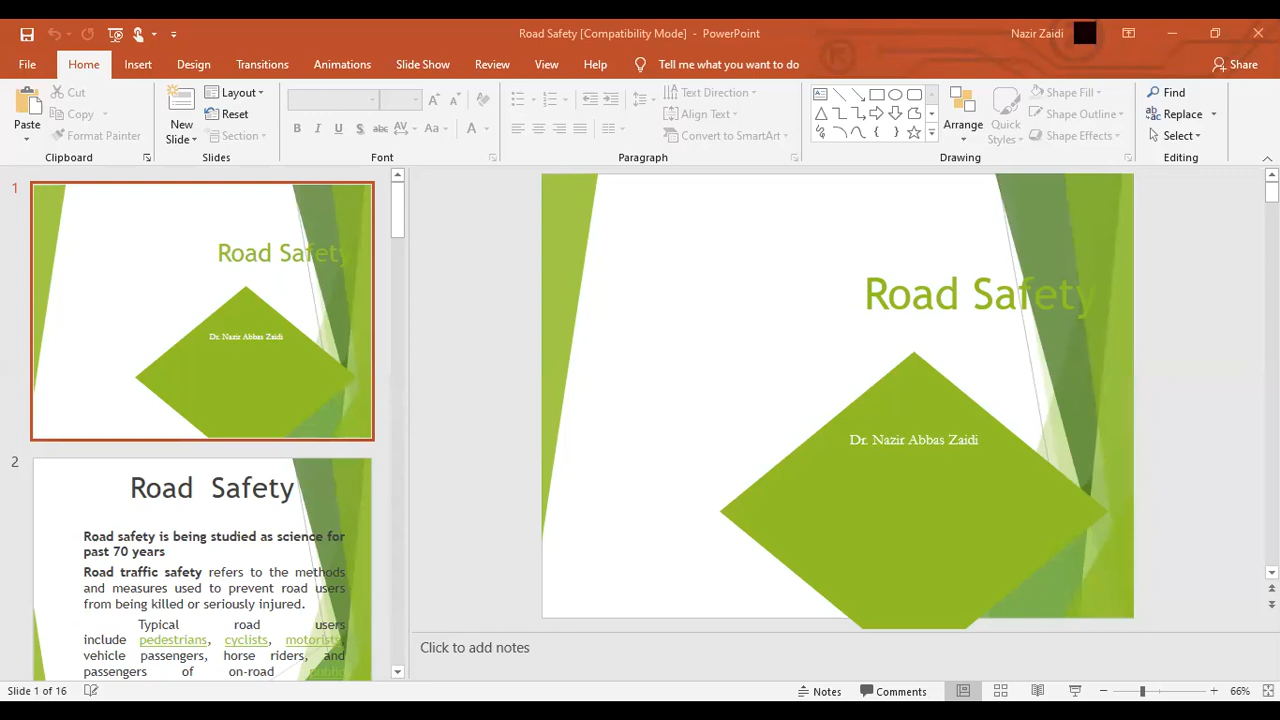 Road Safety [Compatibility Mode] - PowerPoint
Nazir Zaidi
File Home Insert Design Transitions Animations Slide Show Review View Help Tell me what you want to do Share
Paste
Cut
Copy
Format Painter
Clipboard
New
Slide
Layout
Reset
Section
Slides
Font
Text Direction
Align Text
Convert to SmartArt
Paragraph
Arrange
Quick
Styles
Shape Fill
Shape Outline
Shape Effects
Drawing
Find
Replace
Select
Editing
1
Road Safety
Dr. Nazir Abbas Zaidi
2
Road Safety
Road safety is being studied as science for
past 70 years
Road traffic safety refers to the methods
and measures used to prevent road users
from being killed or seriously injured.
Typical road users
include pedestrians, cyclists, motorists,
vehicle passengers, horse riders, and
passengers of on-road public
Road Safety
Dr. Nazir Abbas Zaidi
Click to add notes
Slide 1 of 16
Notes
Comments
66%